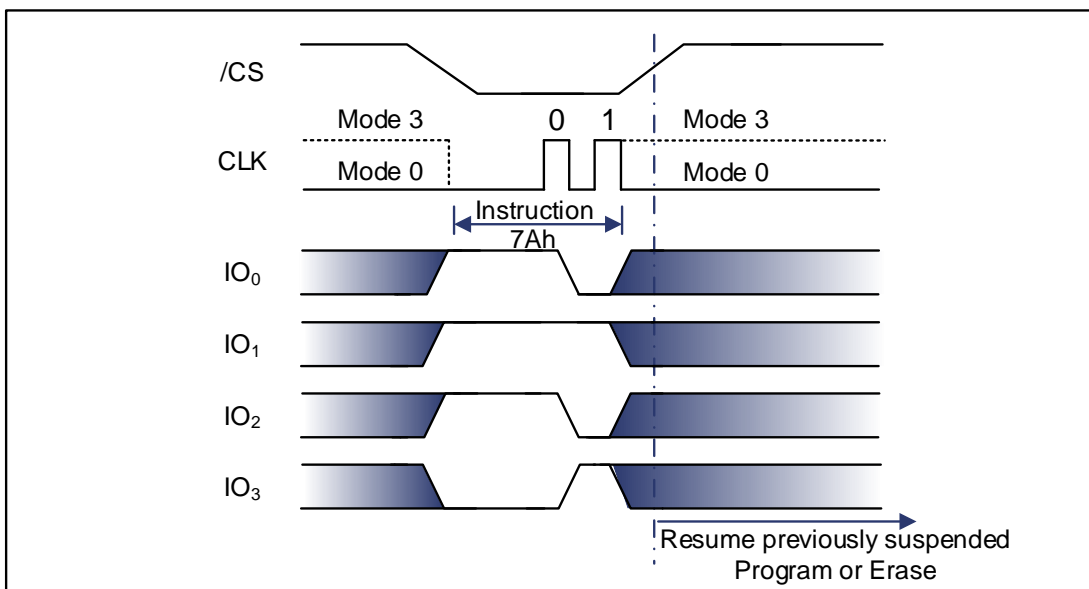 /CS
Mode 3 0 1 Mode 3
CLK
Mode 0 Mode 0
Instruction
7Ah
IO0
IO1
IO2
IO3
Resume previously suspended
Program or Erase